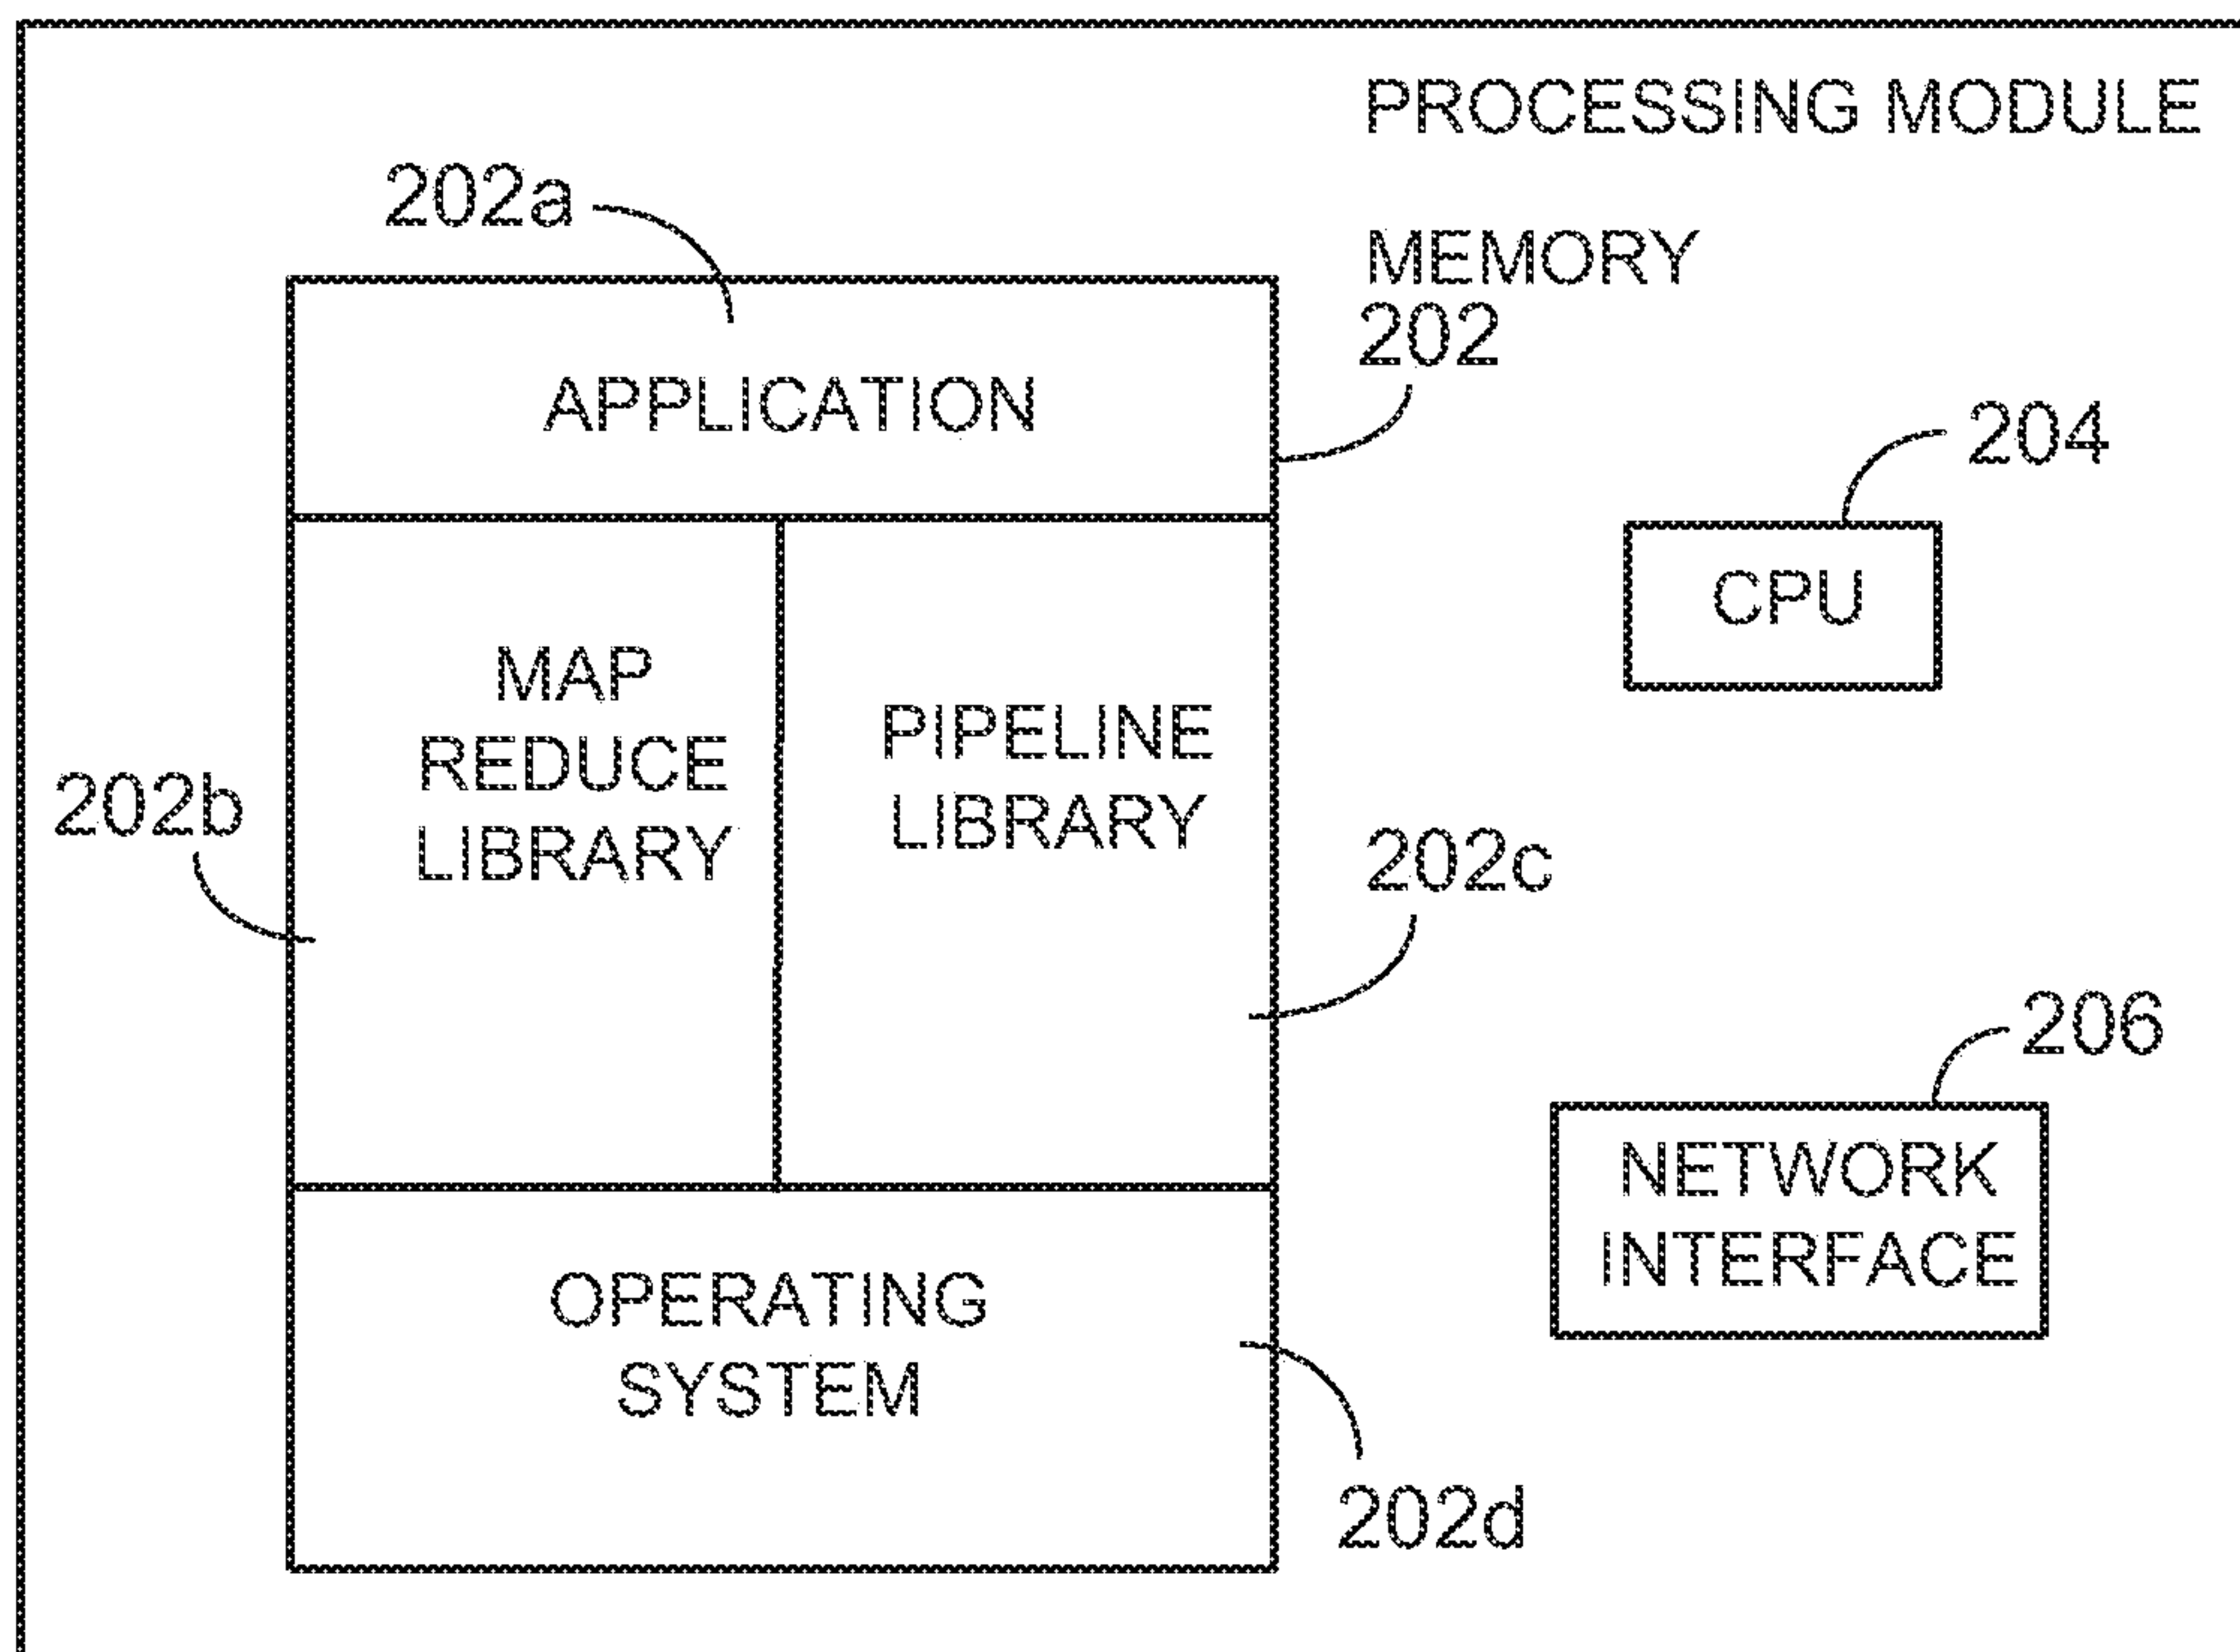 PROCESSING MODULE
202a
MEMORY
202
APPLICATION
204
CPU
MAP
REDUCE
LIBRARY
PIPELINE
LIBRARY
202b
202c
206
NETWORK
INTERFACE
OPERATING
SYSTEM
202d